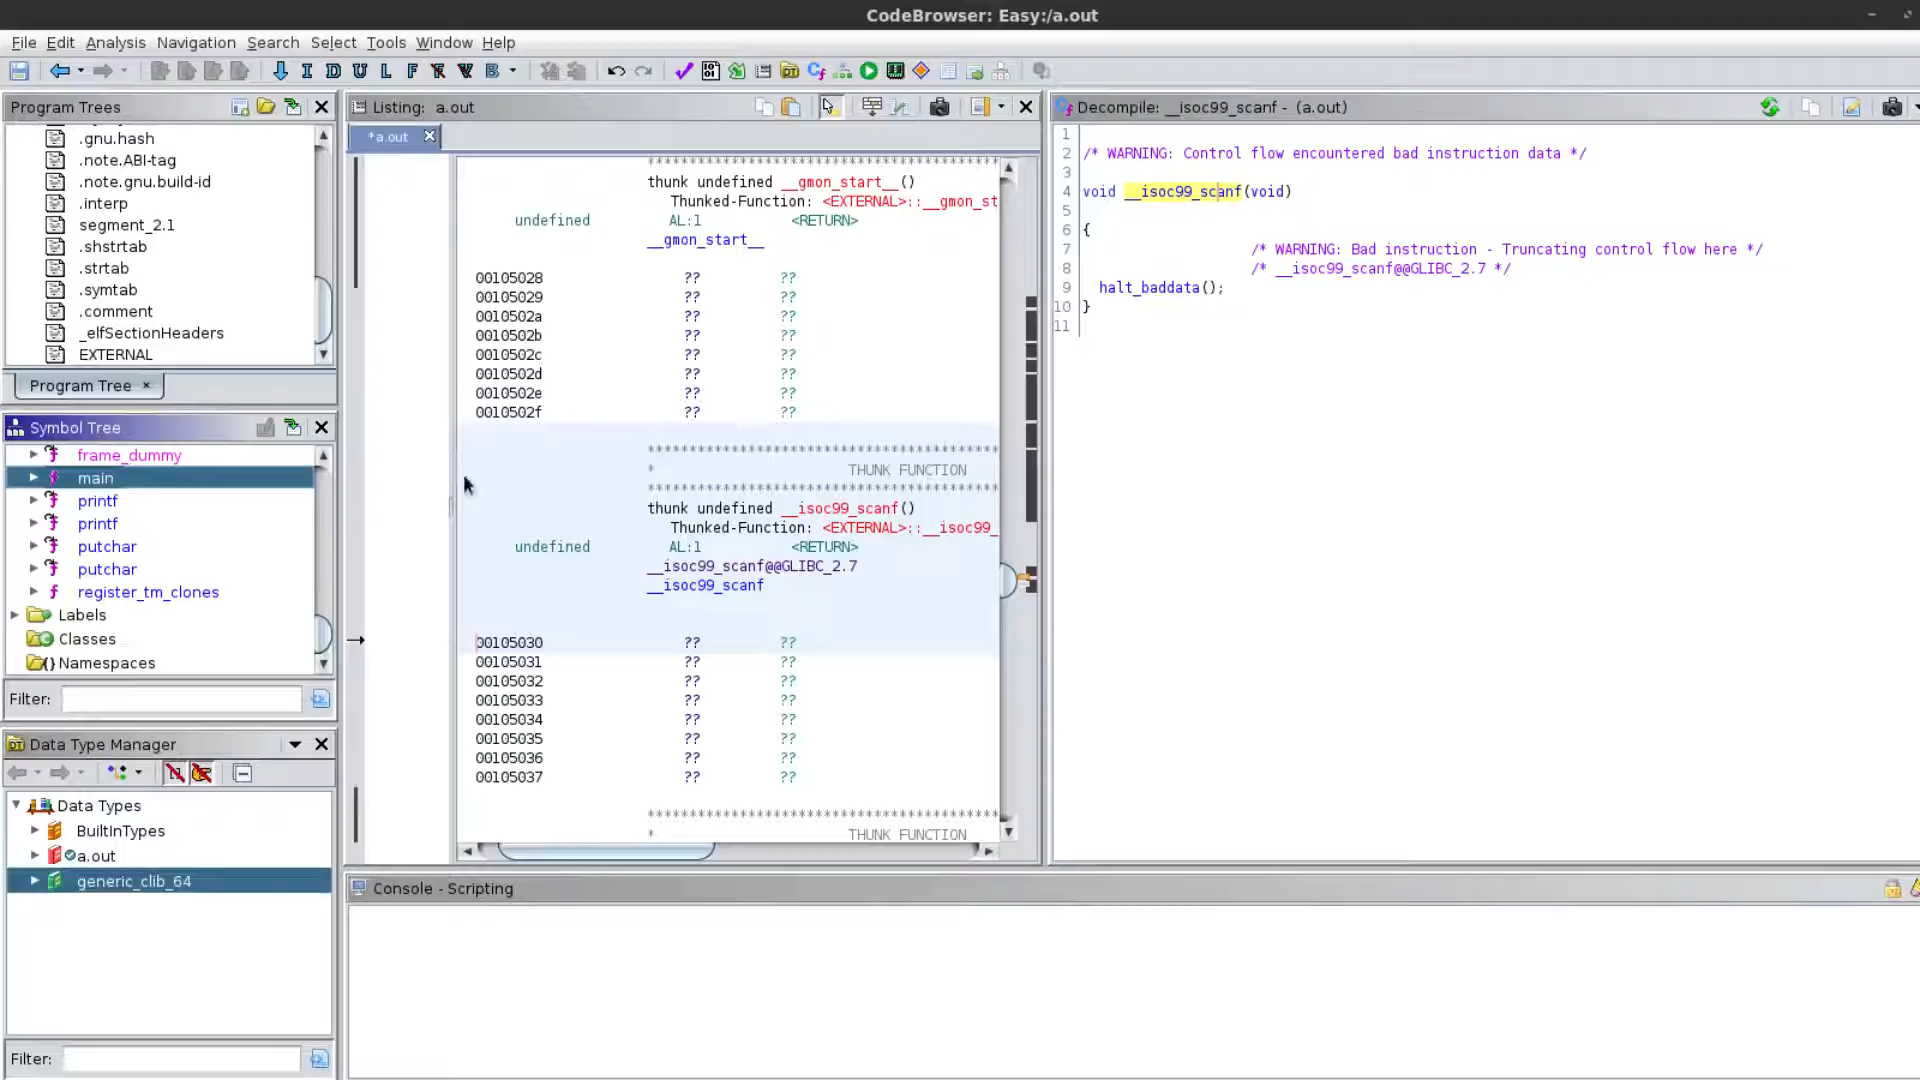 CodeBrowser: Easy:/a.out
File Edit Analysis Navigation Search Select Tools Window Help
I D U L F V B
Program Trees
.gnu.hash
.note.ABI-tag
.note.gnu.build-id
.interp
segment_2.1
.shstrtab
.strtab
.symtab
.comment
_elfSectionHeaders
EXTERNAL
Program Tree ×
Symbol Tree
frame_dummy
main
printf
printf
putchar
putchar
register_tm_clones
Labels
Classes
Namespaces
Filter:
Data Type Manager
Data Types
BuiltInTypes
a.out
generic_clib_64
Filter:
Listing: a.out
*a.out
******************************************
thunk undefined __gmon_start__()
Thunked-Function: <EXTERNAL>::__gmon_st
undefined AL:1 <RETURN>
__gmon_start__
00105028 ?? ??
00105029 ?? ??
0010502a ?? ??
0010502b ?? ??
0010502c ?? ??
0010502d ?? ??
0010502e ?? ??
0010502f ?? ??
******************************************
* THUNK FUNCTION
******************************************
thunk undefined __isoc99_scanf()
Thunked-Function: <EXTERNAL>::__isoc99_
undefined AL:1 <RETURN>
__isoc99_scanf@@GLIBC_2.7
__isoc99_scanf
00105030 ?? ??
00105031 ?? ??
00105032 ?? ??
00105033 ?? ??
00105034 ?? ??
00105035 ?? ??
00105036 ?? ??
00105037 ?? ??
******************************************
* THUNK FUNCTION
Decompile: __isoc99_scanf - (a.out)
1
2 /* WARNING: Control flow encountered bad instruction data */
3
4 void __isoc99_scanf(void)
5
6 {
7 /* WARNING: Bad instruction - Truncating control flow here */
8 /* __isoc99_scanf@@GLIBC_2.7 */
9 halt_baddata();
10 }
11
Console - Scripting